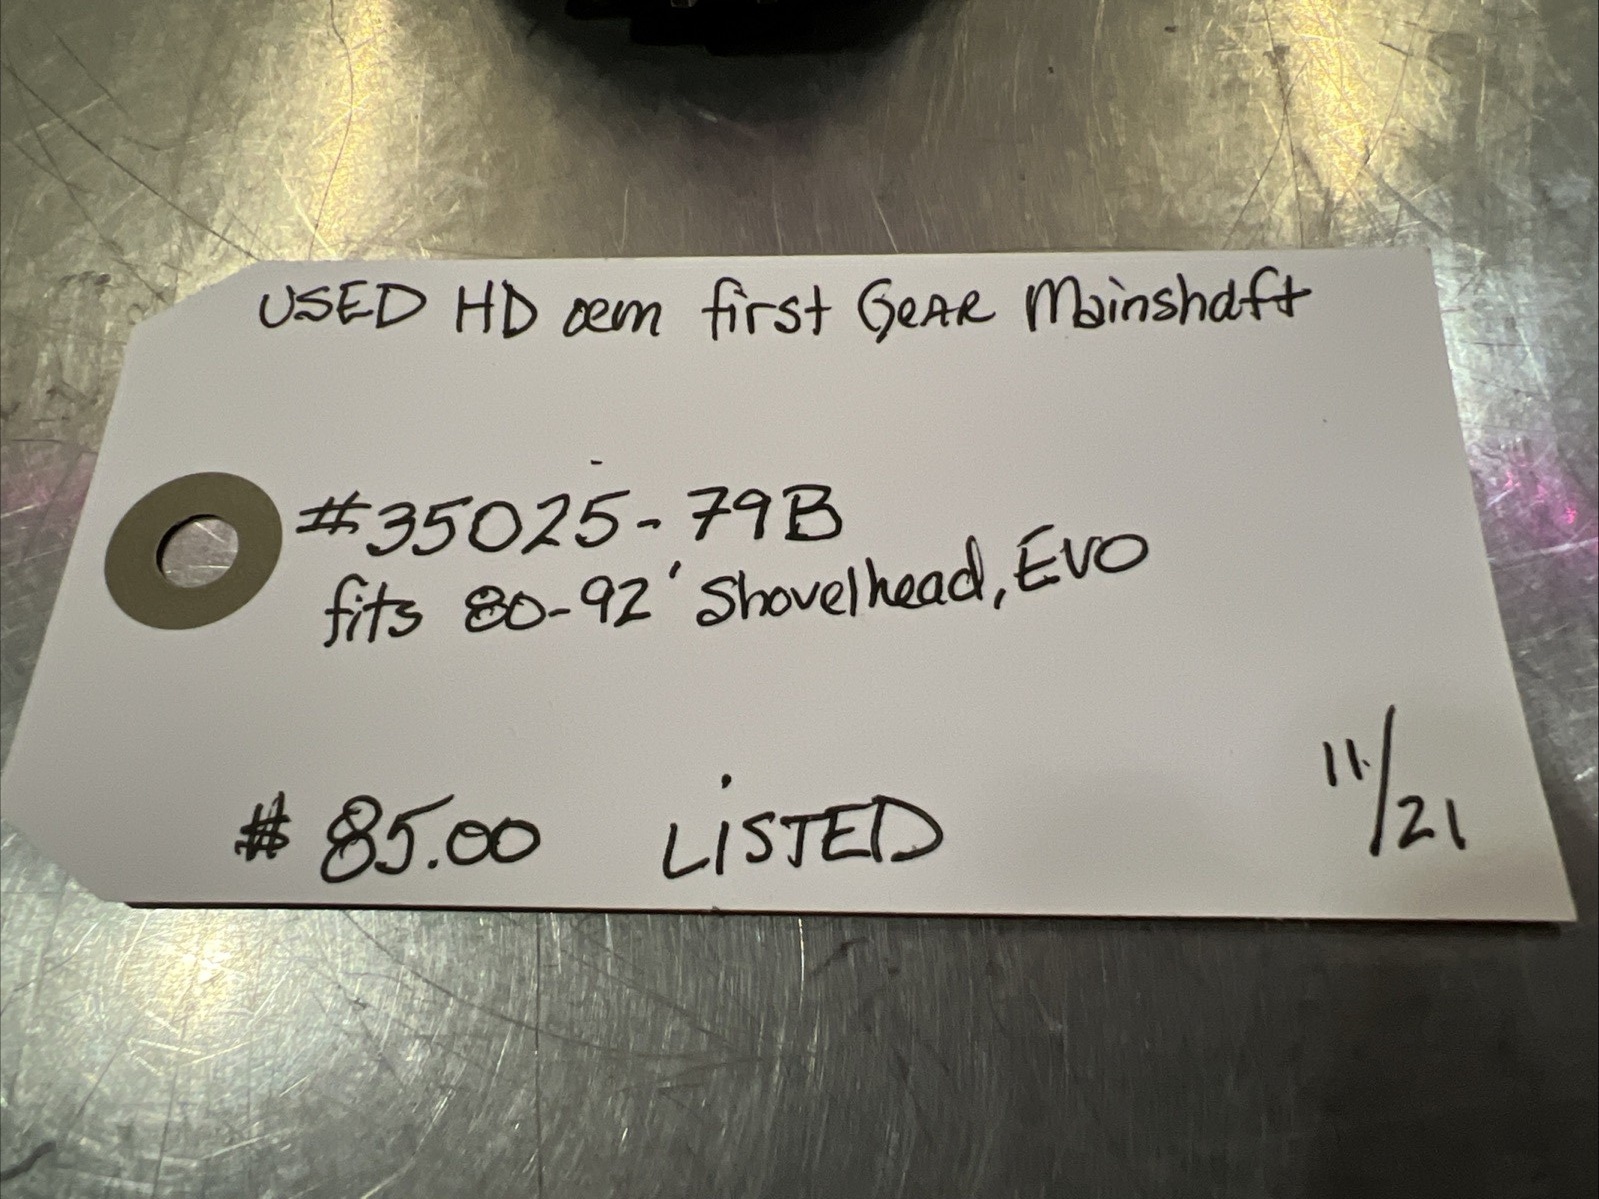 USED HD oem first GEAR Mainshaft
#35025-79B
fits 80-92' Shovelhead, EVO
$ 85.00 LiSTED
11/21